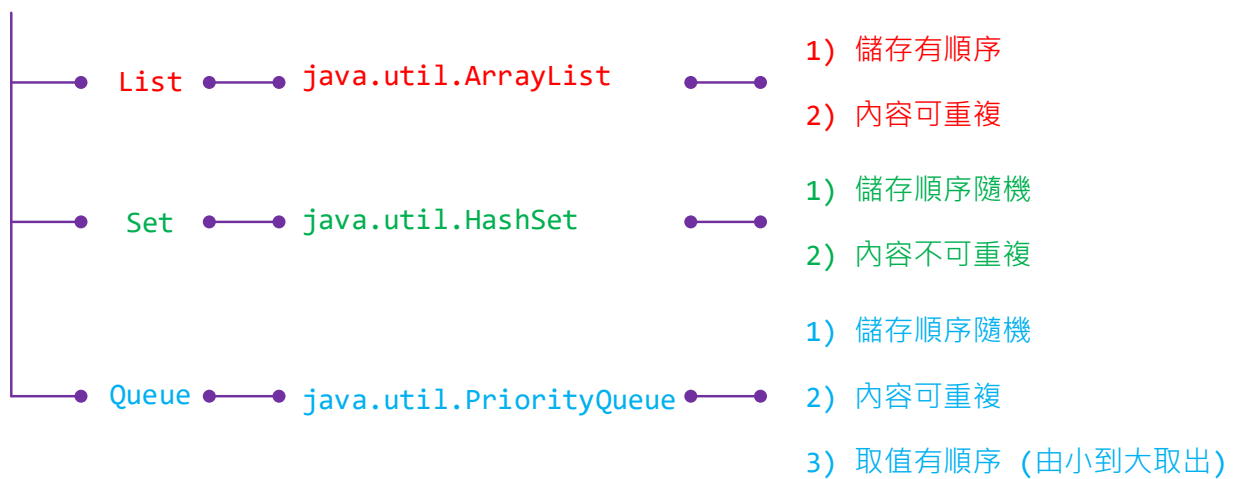 List java.util.ArrayList
1) 儲存有順序
2) 內容可重複
Set java.util.HashSet
1) 儲存順序隨機
2) 內容不可重複
Queue java.util.PriorityQueue
1) 儲存順序隨機
2) 內容可重複
3) 取值有順序 (由小到大取出)